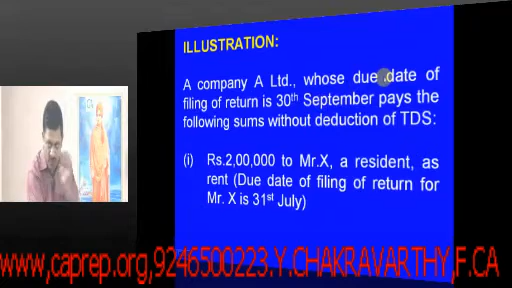 ILLUSTRATION:
A company A Ltd., whose due date of
filing of return is 30th September pays the
following sums without deduction of TDS:
(i) Rs.2,00,000 to Mr.X, a resident, as
rent (Due date of filing of return for
Mr. X is 31st July)
www,caprep.org,9246500223.Y.CHAKRAVARTHY,F.CA